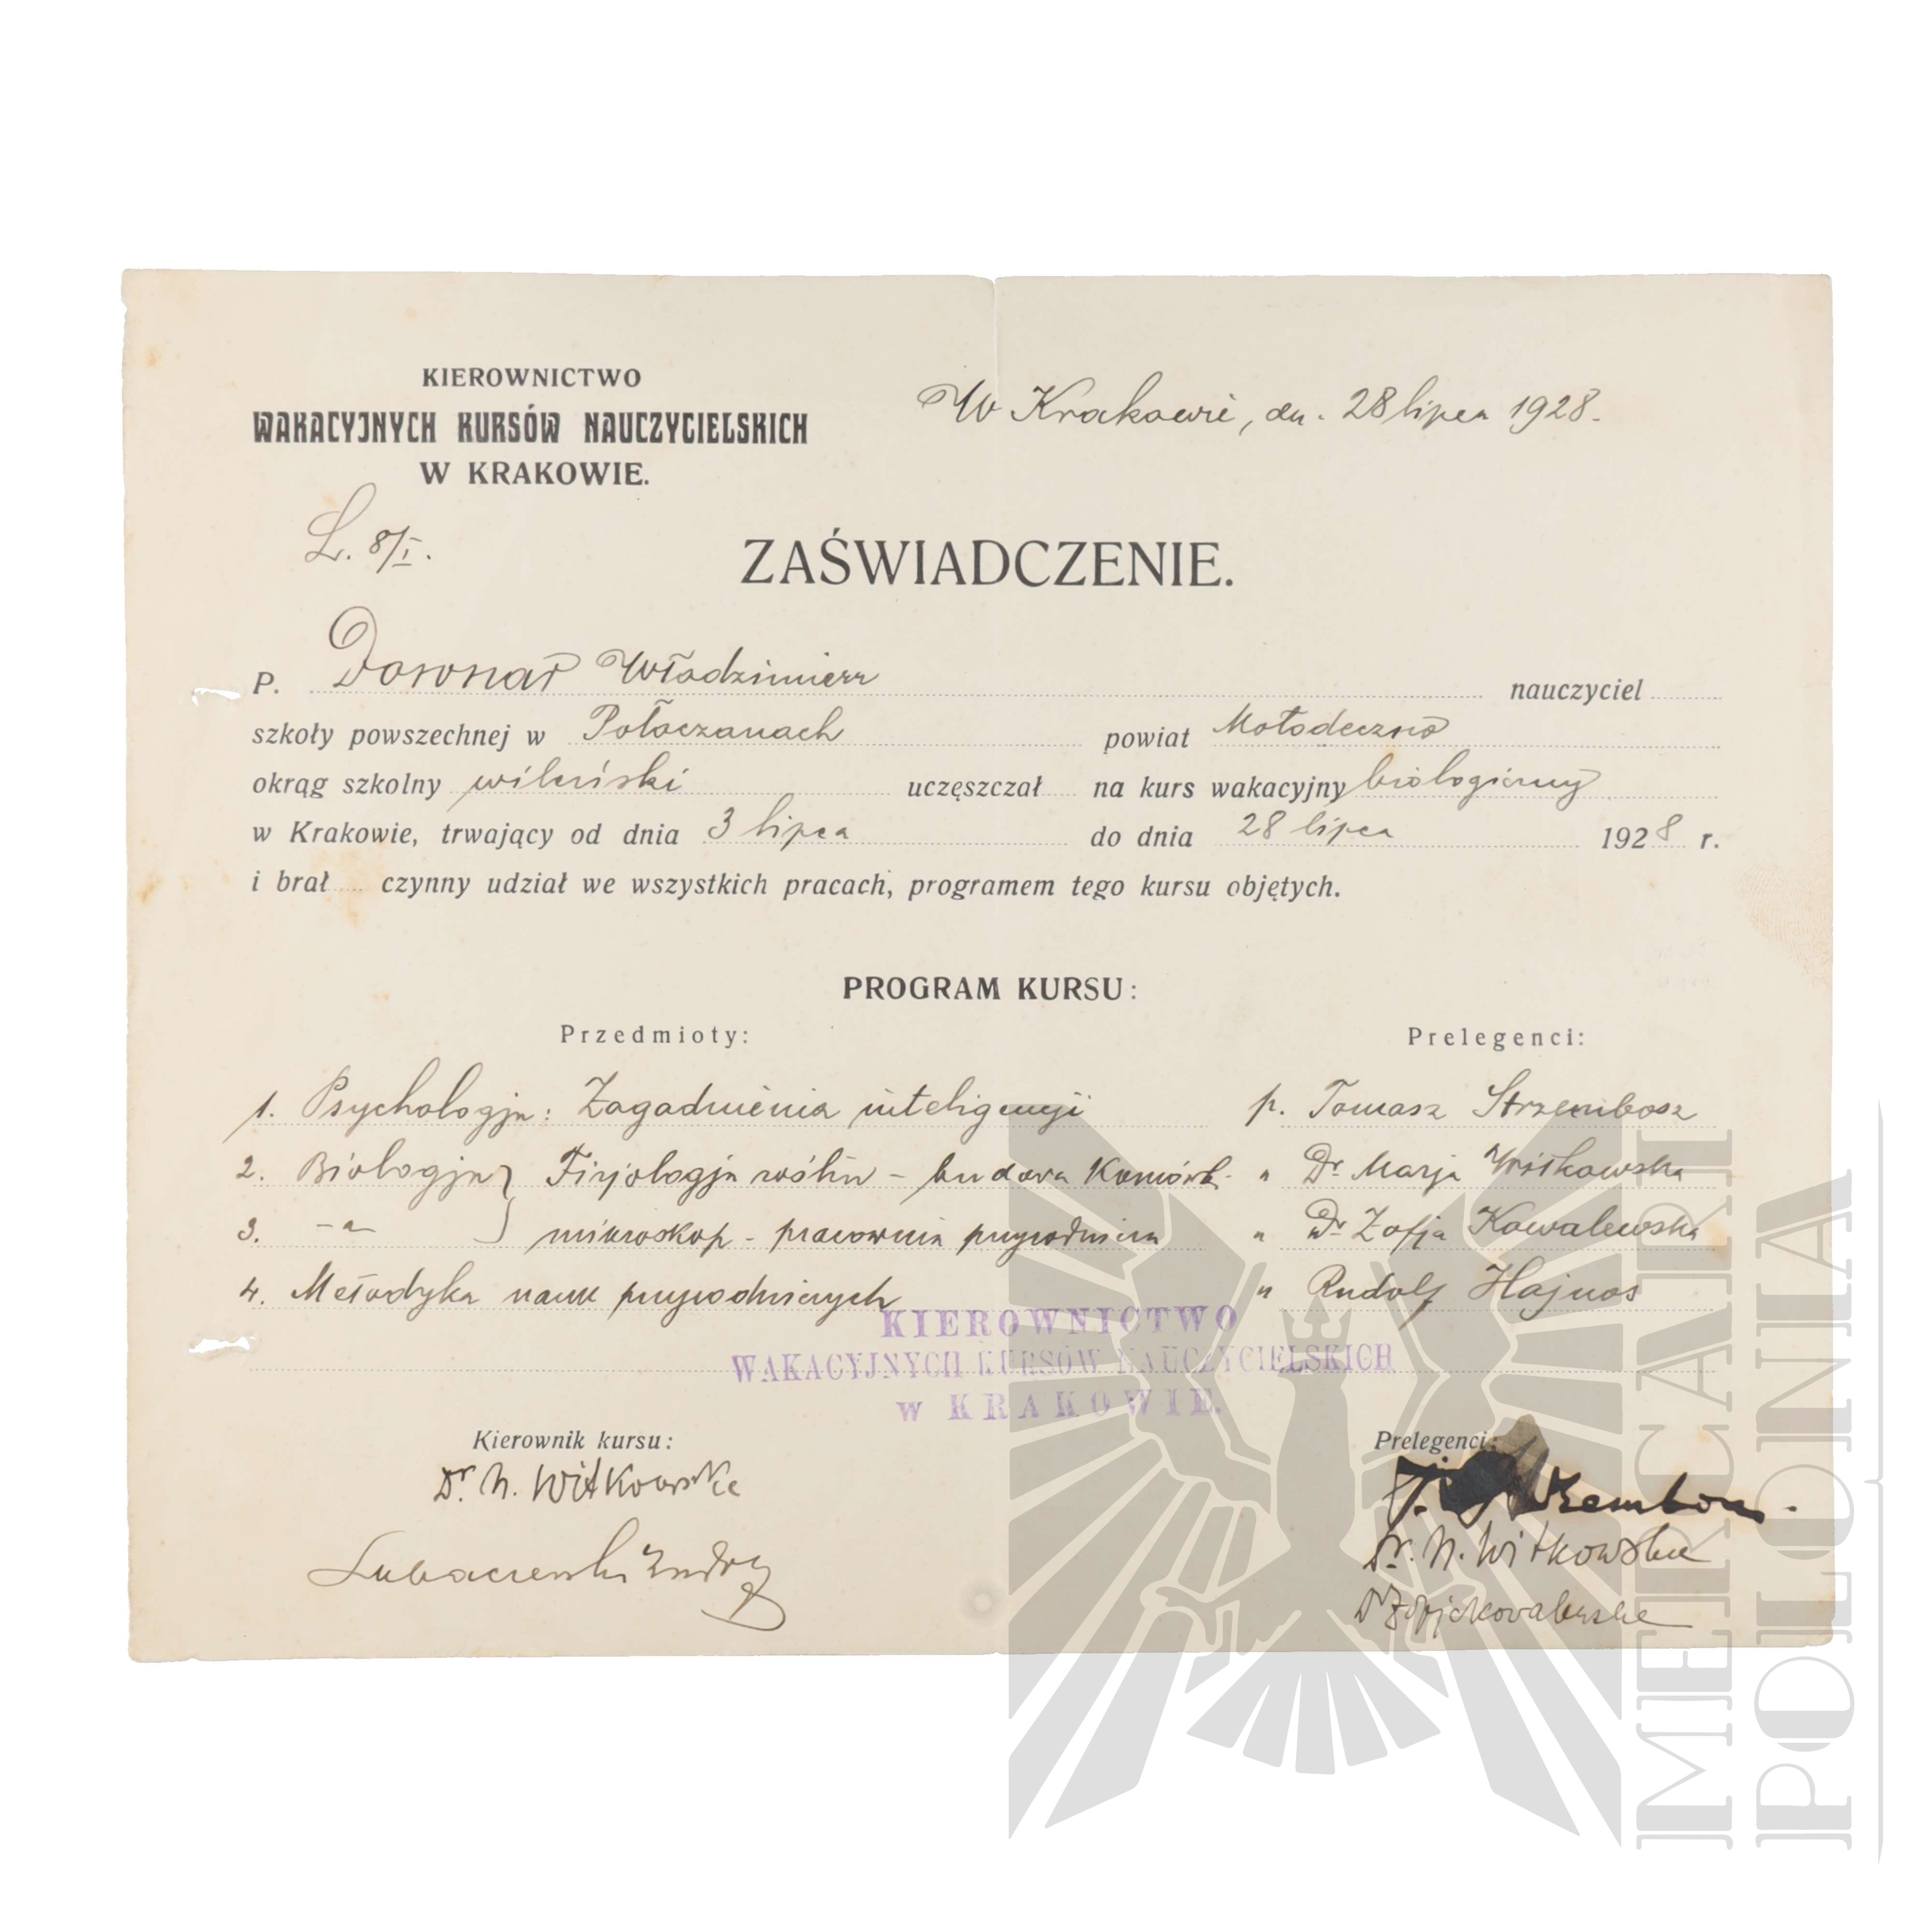 KIEROWNICTWO
WAKACYJNYCH KURSÓW NAUCZYCIELSKICH
W KRAKOWIE.
W Krakowie, dn. 28 lipca 1928.
L. 8/I.
ZAŚWIADCZENIE.
P. Downar Włodzimierz nauczyciel
szkoły powszechnej w Połoczanach powiat Mołodeczno
okrąg szkolny wileński uczęszczał na kurs wakacyjny biologiczny
w Krakowie, trwający od dnia 3 lipca do dnia 28 lipca 1928 r.
i brał czynny udział we wszystkich pracach, programem tego kursu objętych.
PROGRAM KURSU:
Przedmioty: Prelegenci:
1. Psychologja: Zagadnienia inteligencji p. Tomasz Strzembosz
2. Biologja } Fizjologja roślin - budowa Komórk. " Dr Marja Witkowska
3. -"- } mikroskop - pracownia przyrodnicza " Dr Zofja Kowalewska
4. Metodyka nauk przyrodniczych " Rudolf Hajnos
KIEROWNICTWO
WAKACYJNYCH KURSÓW NAUCZYCIELSKICH
w KRAKOWIE.
Kierownik kursu: Prelegenci:
Dr. M. Witkowska
Dr. M. Witkowska
IMPERCAIRI
POLONIA